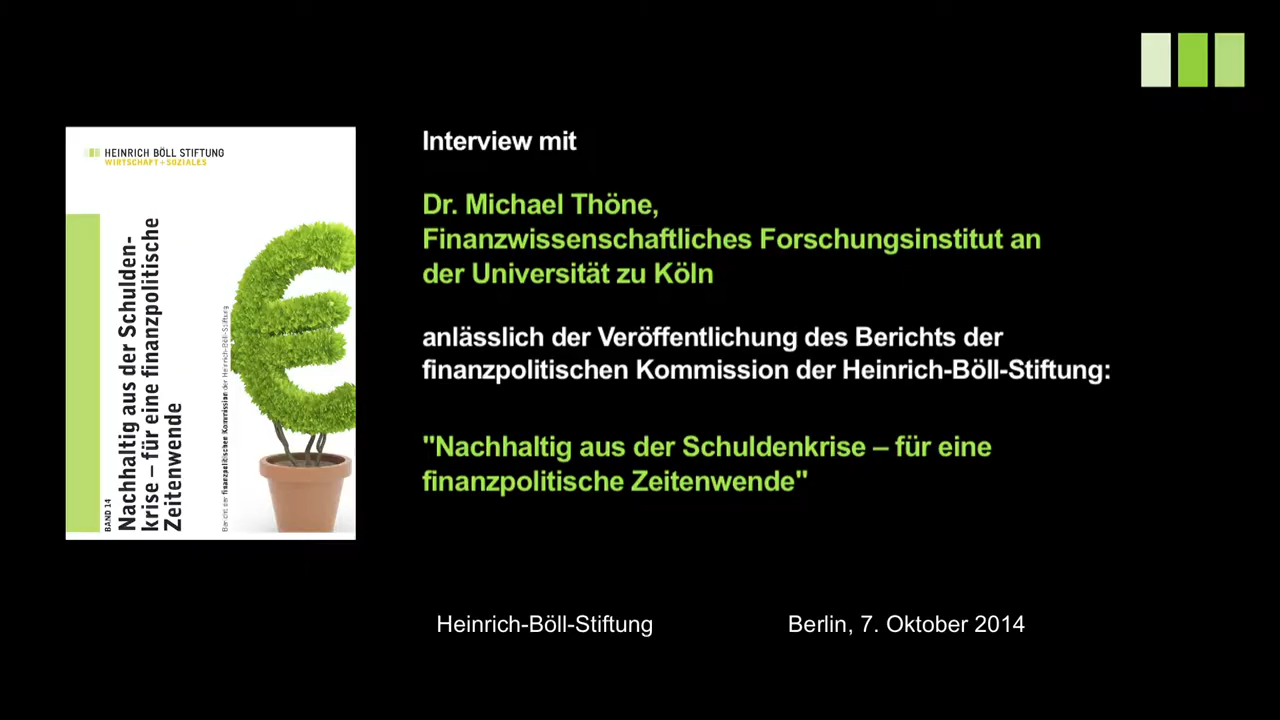 HEINRICH BÖLL STIFTUNG
WIRTSCHAFT + SOZIALES
BAND 14
Nachhaltig aus der Schulden-
krise – für eine finanzpolitische
Zeitenwende
Bericht der finanzpolitischen Kommission der Heinrich-Böll-Stiftung
Interview mit
Dr. Michael Thöne,
Finanzwissenschaftliches Forschungsinstitut an
der Universität zu Köln
anlässlich der Veröffentlichung des Berichts der
finanzpolitischen Kommission der Heinrich-Böll-Stiftung:
"Nachhaltig aus der Schuldenkrise – für eine
finanzpolitische Zeitenwende"
Heinrich-Böll-Stiftung Berlin, 7. Oktober 2014